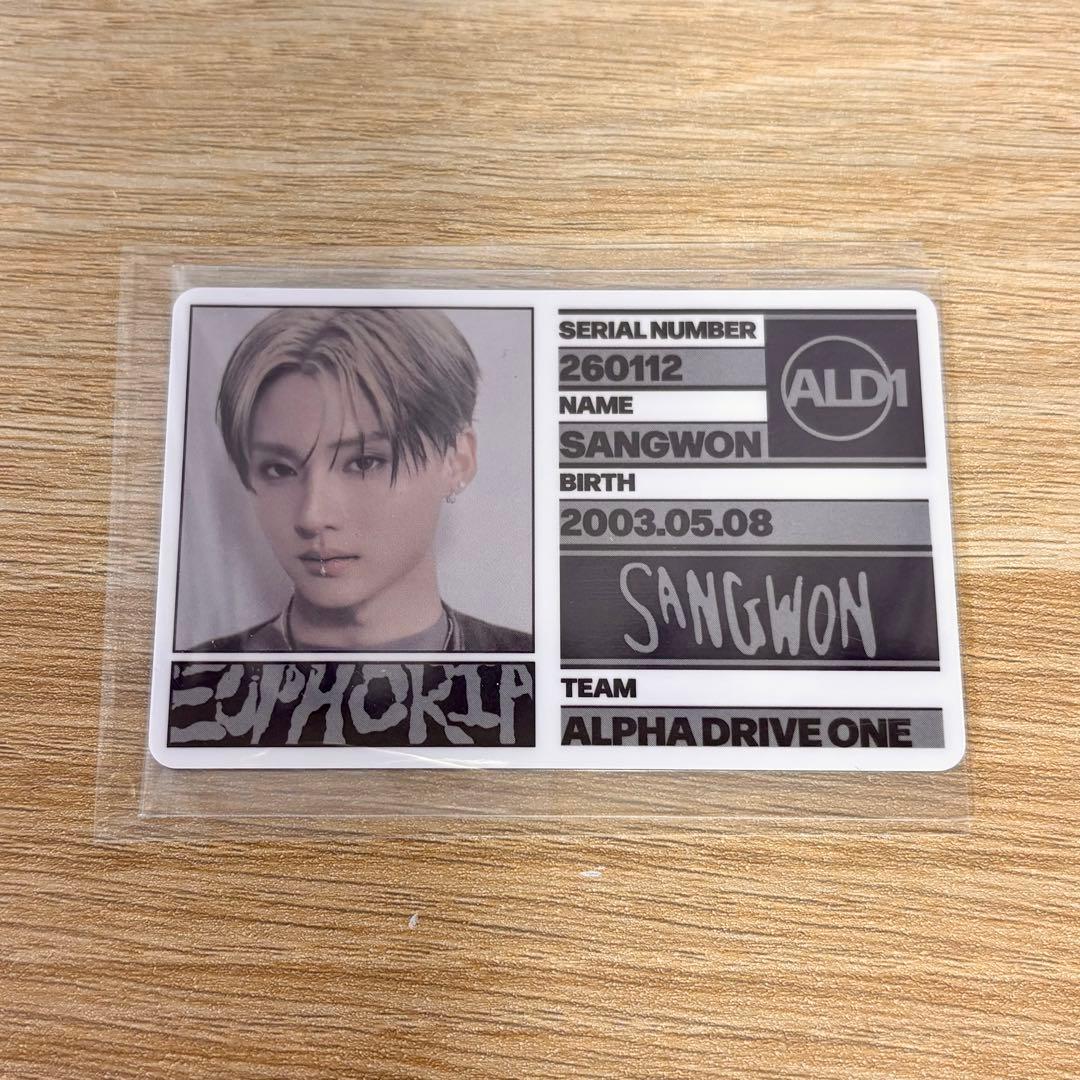 SERIAL NUMBER
260112
ALD1
NAME
SANGWON
BIRTH
2003.05.08
SANGWON
TEAM
ALPHA DRIVE ONE
EUPHORIA